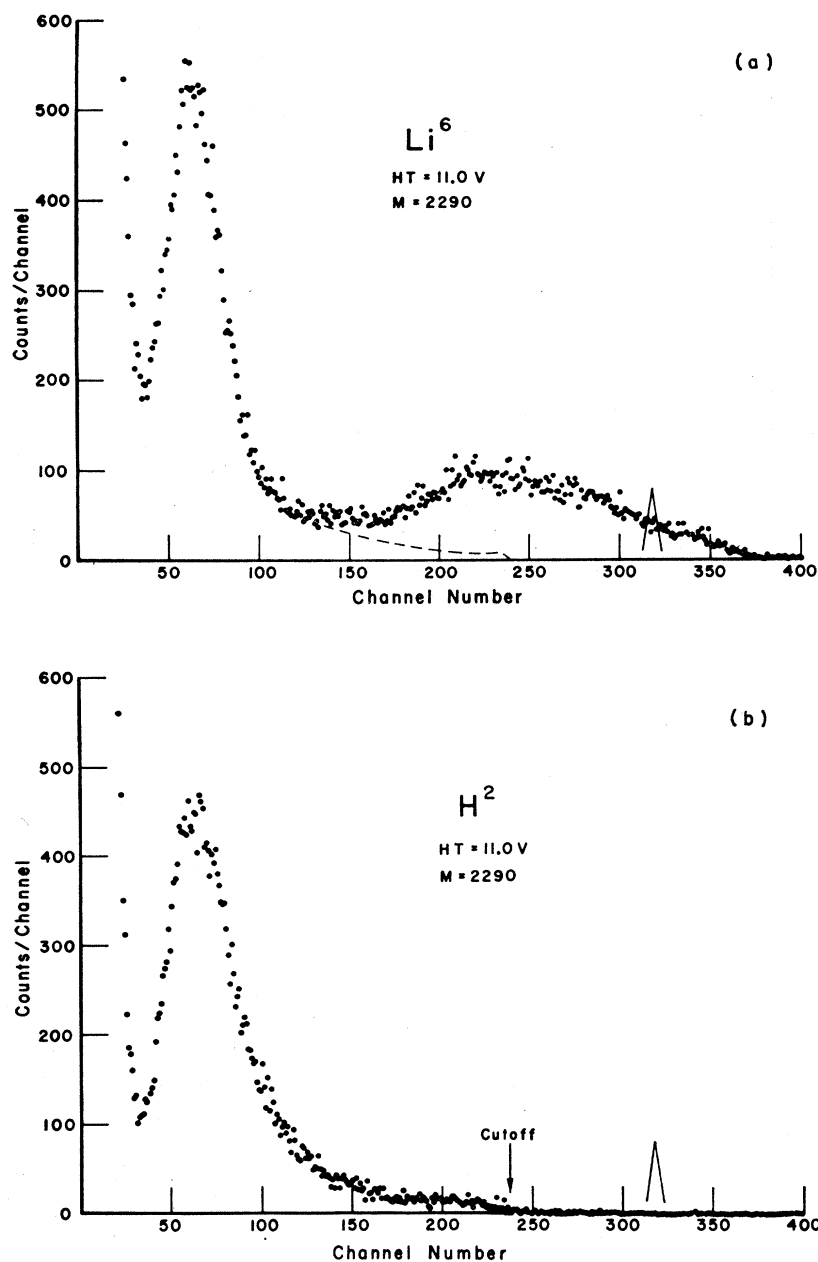 600
(a)
500
Li⁶
HT = 11.0 V
M = 2290
400
300
200
100
0
50 100 150 200 250 300 350 400
Counts/Channel
Channel Number
600
(b)
500
H²
HT = 11.0 V
M = 2290
400
300
200
100
0
Cutoff
50 100 150 200 250 300 350 400
Counts/Channel
Channel Number